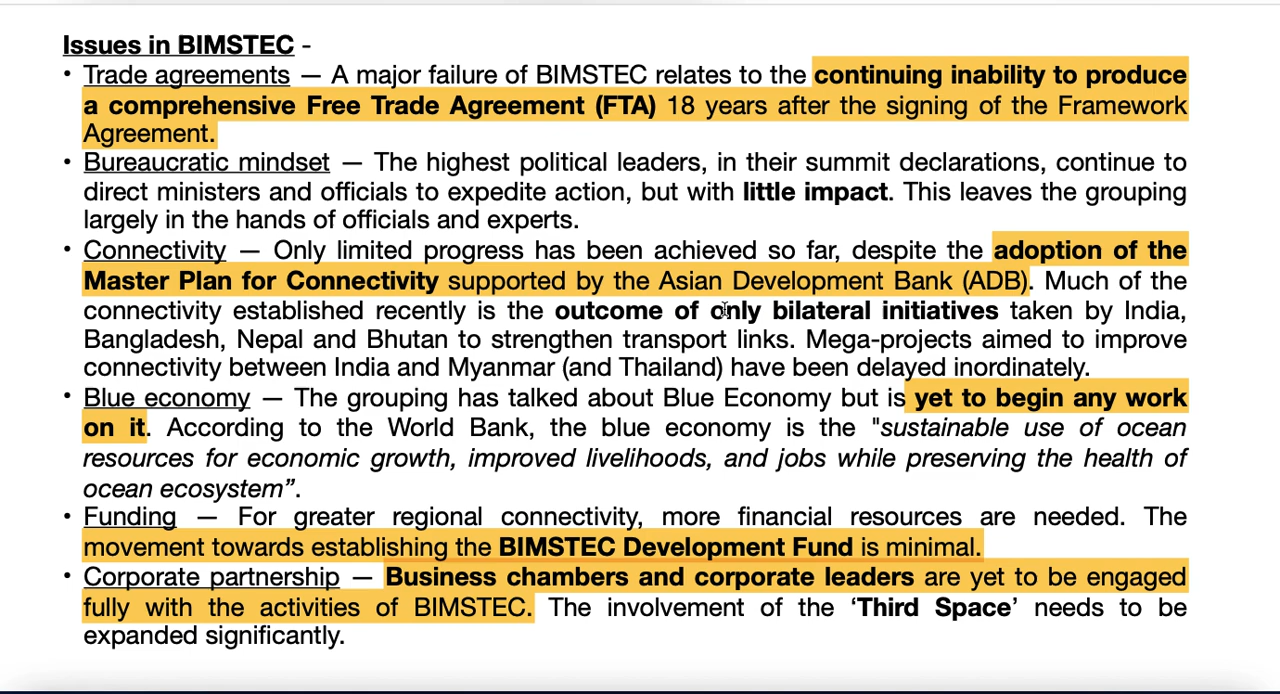 Issues in BIMSTEC -
• Trade agreements — A major failure of BIMSTEC relates to the continuing inability to produce
a comprehensive Free Trade Agreement (FTA) 18 years after the signing of the Framework
Agreement.
• Bureaucratic mindset — The highest political leaders, in their summit declarations, continue to
direct ministers and officials to expedite action, but with little impact. This leaves the grouping
largely in the hands of officials and experts.
• Connectivity — Only limited progress has been achieved so far, despite the adoption of the
Master Plan for Connectivity supported by the Asian Development Bank (ADB). Much of the
connectivity established recently is the outcome of only bilateral initiatives taken by India,
Bangladesh, Nepal and Bhutan to strengthen transport links. Mega-projects aimed to improve
connectivity between India and Myanmar (and Thailand) have been delayed inordinately.
• Blue economy — The grouping has talked about Blue Economy but is yet to begin any work
on it. According to the World Bank, the blue economy is the "sustainable use of ocean
resources for economic growth, improved livelihoods, and jobs while preserving the health of
ocean ecosystem”.
• Funding — For greater regional connectivity, more financial resources are needed. The
movement towards establishing the BIMSTEC Development Fund is minimal.
• Corporate partnership — Business chambers and corporate leaders are yet to be engaged
fully with the activities of BIMSTEC. The involvement of the ‘Third Space’ needs to be
expanded significantly.